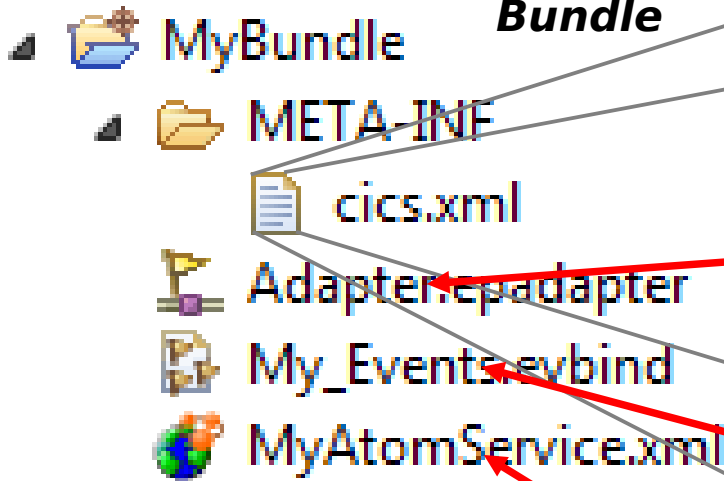 Bundle
MyBundle
META-INF
cics.xml
Adapter.epadapter
My_Events.evbind
MyAtomService.xml